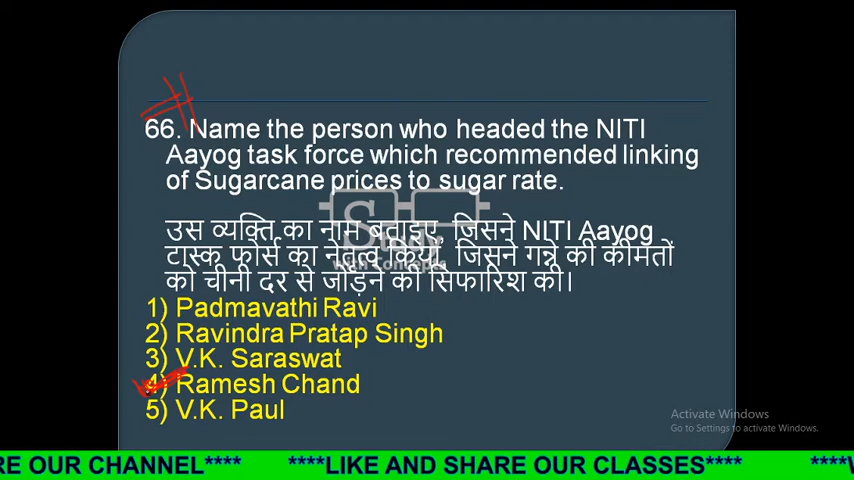 66. Name the person who headed the NITI
Aayog task force which recommended linking
of Sugarcane prices to sugar rate.
Study
with Concepts
उस व्यक्ति का नाम बताइए, जिसने NITI Aayog
टास्क फोर्स का नेतृत्व किया, जिसने गन्ने की कीमतों
को चीनी दर से जोड़ने की सिफारिश की।
1) Padmavathi Ravi
2) Ravindra Pratap Singh
3) V.K. Saraswat
4) Ramesh Chand
5) V.K. Paul
Activate Windows
Go to Settings to activate Windows.
RE OUR CHANNEL**** ****LIKE AND SHARE OUR CLASSES**** ****